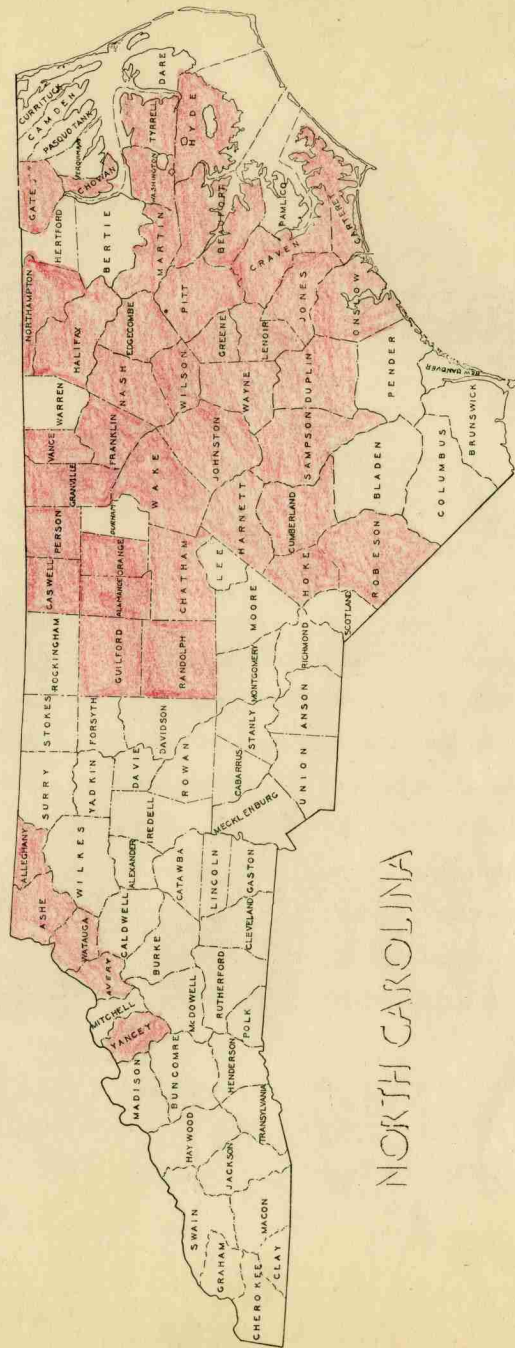 CURRITUCK
CAMDEN
PASQUOTANK
PERQUIMANS
CHOWAN
GATES
HERTFORD
NORTHAMPTON
BERTIE
DARE
TYRRELL
WASHINGTON
HYDE
MARTIN
BEAUFORT
PAMLICO
HALIFAX
EDGECOMBE
PITT
CRAVEN
CARTERET
WARREN
NASH
WILSON
GREENE
LENOIR
JONES
ONSLOW
VANCE
FRANKLIN
GRANVILLE
WAKE
JOHNSTON
WAYNE
DUPLIN
SAMPSON
PENDER
NEW HANOVER
BRUNSWICK
COLUMBUS
BLADEN
PERSON
DURHAM
ORANGE
CASWELL
ALAMANCE
CHATHAM
LEE
HARNETT
CUMBERLAND
HOKE
ROBESON
SCOTLAND
ROCKINGHAM
GUILFORD
RANDOLPH
MOORE
MONTGOMERY
RICHMOND
STOKES
FORSYTH
DAVIDSON
STANLY
ANSON
UNION
SURRY
YADKIN
DAVIE
ROWAN
CABARRUS
MECKLENBURG
IREDELL
ALLEGHANY
ASHE
WILKES
WATAUGA
ALEXANDER
CATAWBA
LINCOLN
GASTON
CALDWELL
AVERY
BURKE
CLEVELAND
MITCHELL
YANCEY
McDOWELL
RUTHERFORD
POLK
MADISON
BUNCOMRE
HENDERSON
HAYWOOD
TRANSYLVANIA
JACKSON
SWAIN
MACON
GRAHAM
CHEROKEE
CLAY
NORTH CAROLINA